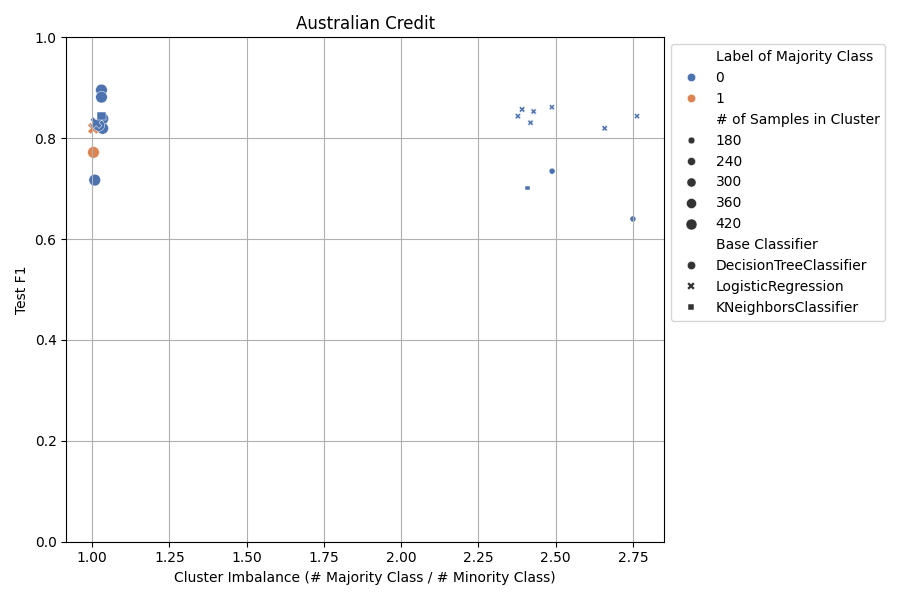 Australian Credit
Test F1
1.0
0.8
0.6
0.4
0.2
0.0
1.00 1.25 1.50 1.75 2.00 2.25 2.50 2.75
Cluster Imbalance (# Majority Class / # Minority Class)
Label of Majority Class
0
1
# of Samples in Cluster
180
240
300
360
420
Base Classifier
DecisionTreeClassifier
LogisticRegression
KNeighborsClassifier